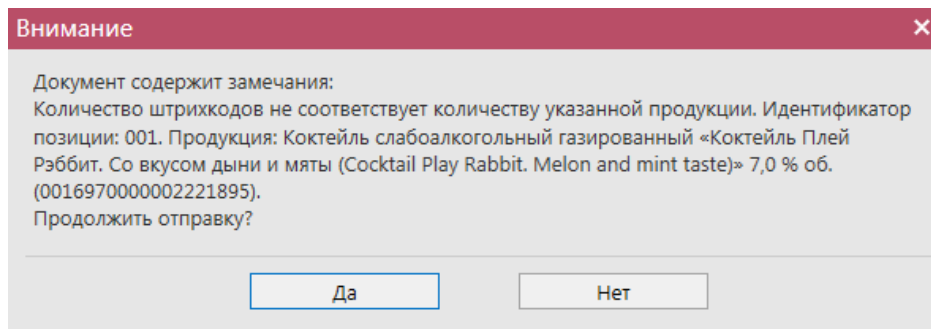 Внимание
Документ содержит замечания:
Количество штрихкодов не соответствует количеству указанной продукции. Идентификатор
позиции: 001. Продукция: Коктейль слабоалкогольный газированный «Коктейль Плей
Рэббит. Со вкусом дыни и мяты (Cocktail Play Rabbit. Melon and mint taste)» 7,0 % об.
(0016970000002221895).
Продолжить отправку?
Да
Нет